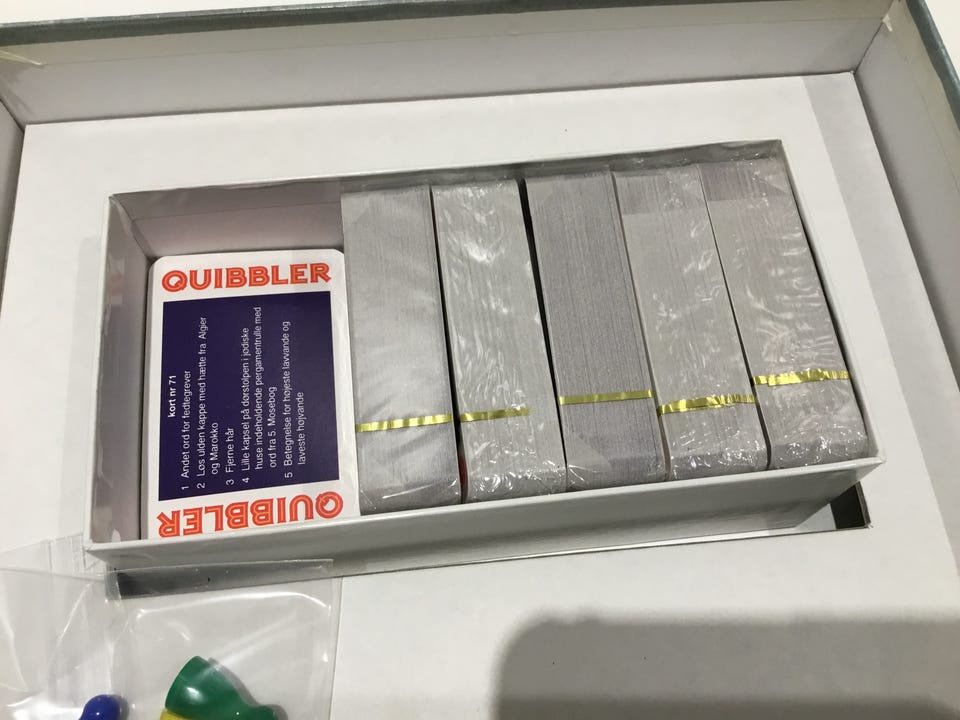 QUIBBLER
kort nr 71
1 Andet ord for fedtegrever
2 Løs ulden kappe med hætte fra Algier
og Marokko
3 Fjerne hår
4 Lille kapsel på dørstolpen i jødiske
huse indeholdende pergamentrulle med
ord fra 5. Mosebog
5 Betegnelse for højeste lavvande og
laveste højvande
QUIBBLER